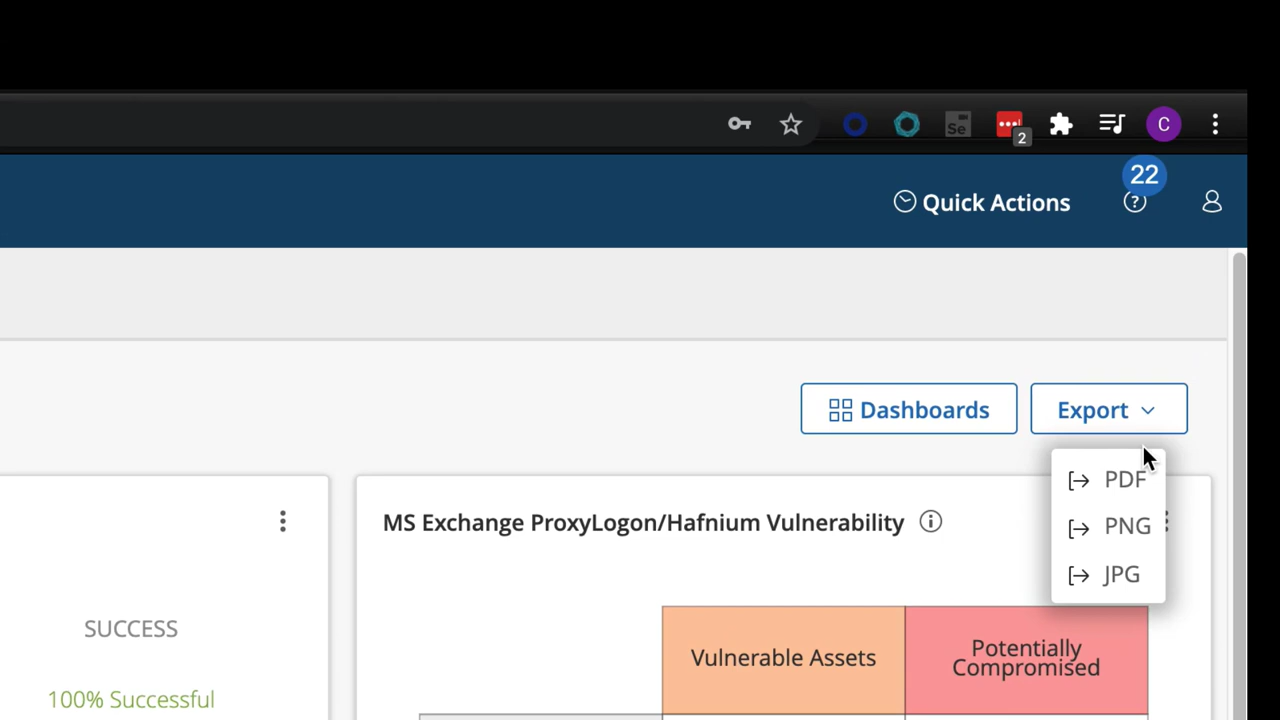 Se
2
C
22
Quick Actions
?
Dashboards
Export
PDF
PNG
JPG
MS Exchange ProxyLogon/Hafnium Vulnerability
SUCCESS
100% Successful
Vulnerable Assets
Potentially
Compromised